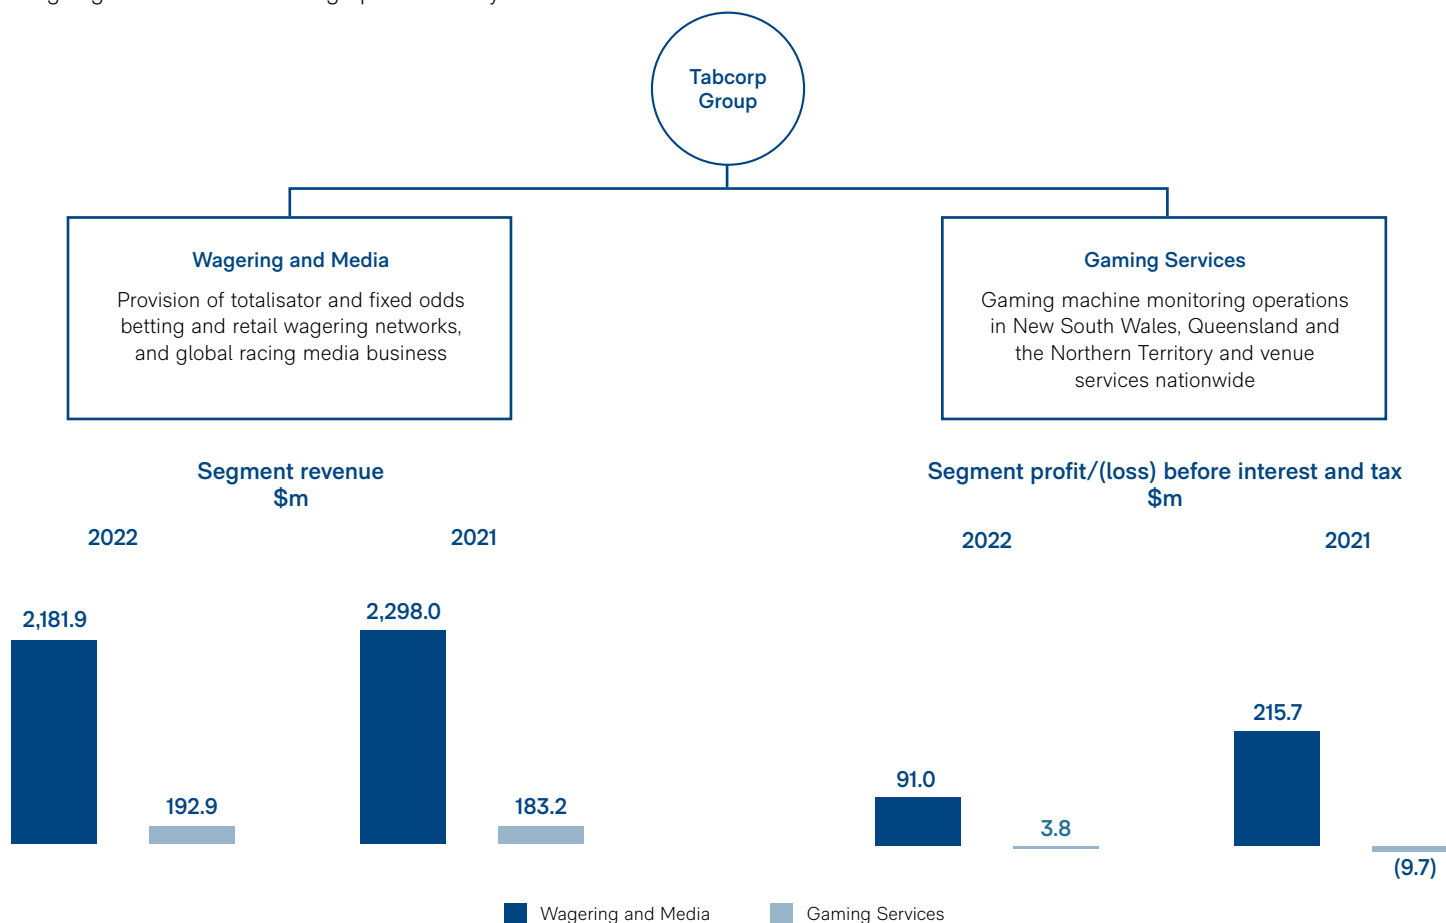 Tabcorp
Group
Wagering and Media
Provision of totalisator and fixed odds
betting and retail wagering networks,
and global racing media business
Gaming Services
Gaming machine monitoring operations
in New South Wales, Queensland and
the Northern Territory and venue
services nationwide
Segment revenue
$m
2022
2021
2,181.9
192.9
2,298.0
183.2
Segment profit/(loss) before interest and tax
$m
2022
2021
91.0
3.8
215.7
(9.7)
Wagering and Media
Gaming Services